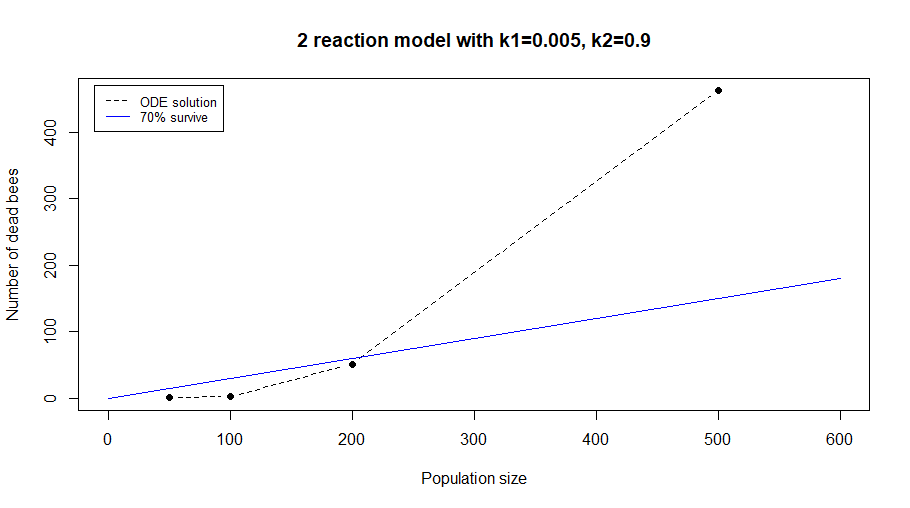 2 reaction model with k1=0.005, k2=0.9
ODE solution
70% survive
Number of dead bees
400
300
200
100
0
0 100 200 300 400 500 600
Population size